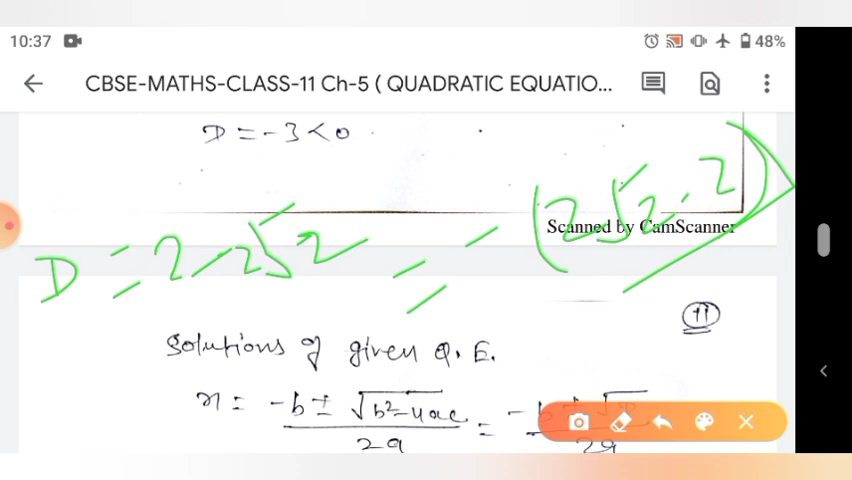 10:37
48%
CBSE-MATHS-CLASS-11 Ch-5 ( QUADRATIC EQUATIO...
D = -3 < 0
Scanned by CamScanner
D = 2 - 2√2 = - (2√2 - 2)
11
Solutions of given Q. E.
x = -b ± √b²-4ac / 2a = -b ± √D / 2a